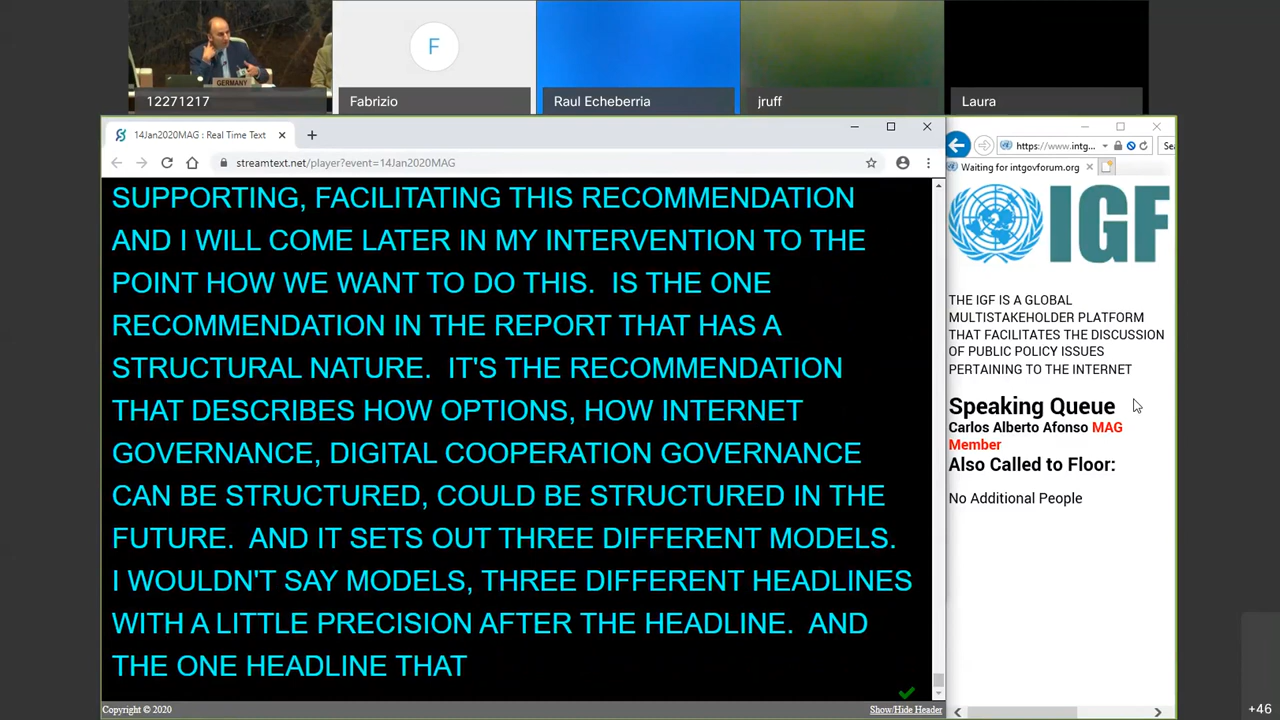 GERMANY
F
12271217
Fabrizio
Raul Echeberria
jruff
Laura
14Jan2020MAG : Real Time Text
streamtext.net/player?event=14Jan2020MAG
SUPPORTING, FACILITATING THIS RECOMMENDATION
AND I WILL COME LATER IN MY INTERVENTION TO THE
POINT HOW WE WANT TO DO THIS.  IS THE ONE
RECOMMENDATION IN THE REPORT THAT HAS A
STRUCTURAL NATURE.  IT'S THE RECOMMENDATION
THAT DESCRIBES HOW OPTIONS, HOW INTERNET
GOVERNANCE, DIGITAL COOPERATION GOVERNANCE
CAN BE STRUCTURED, COULD BE STRUCTURED IN THE
FUTURE.  AND IT SETS OUT THREE DIFFERENT MODELS.
I WOULDN'T SAY MODELS, THREE DIFFERENT HEADLINES
WITH A LITTLE PRECISION AFTER THE HEADLINE.  AND
THE ONE HEADLINE THAT
Copyright © 2020
Show/Hide Header
https://www.intg...
Sea
Waiting for intgovforum.org
IGF
THE IGF IS A GLOBAL
MULTISTAKEHOLDER PLATFORM
THAT FACILITATES THE DISCUSSION
OF PUBLIC POLICY ISSUES
PERTAINING TO THE INTERNET
Speaking Queue
Carlos Alberto Afonso MAG
Member
Also Called to Floor:
No Additional People
+46